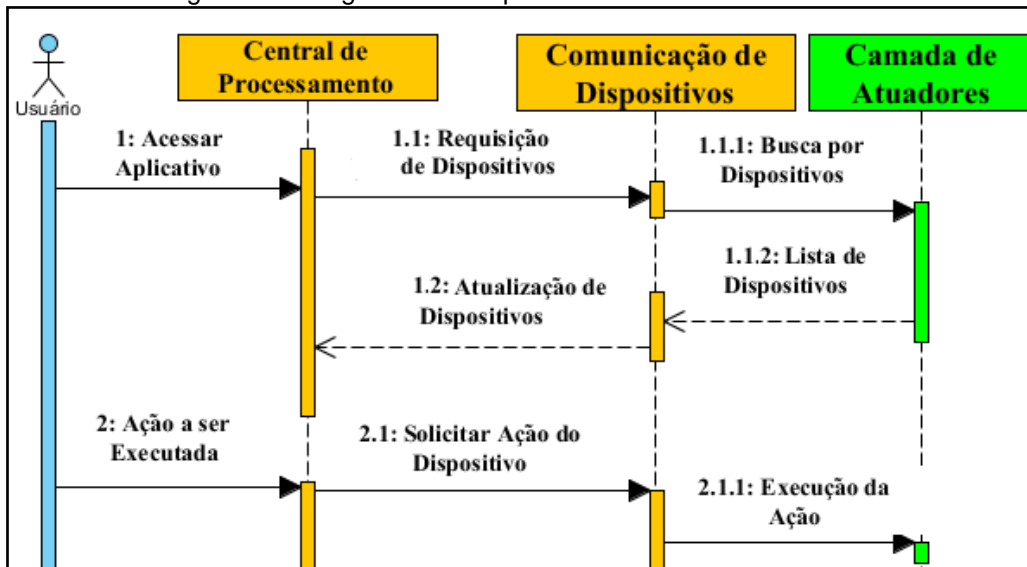 Usuário
Central de
Processamento
Comunicação de
Dispositivos
Camada de
Atuadores
1: Acessar
Aplicativo
1.1: Requisição
de Dispositivos
1.1.1: Busca por
Dispositivos
1.1.2: Lista de
Dispositivos
1.2: Atualização de
Dispositivos
2: Ação a ser
Executada
2.1: Solicitar Ação do
Dispositivo
2.1.1: Execução da
Ação